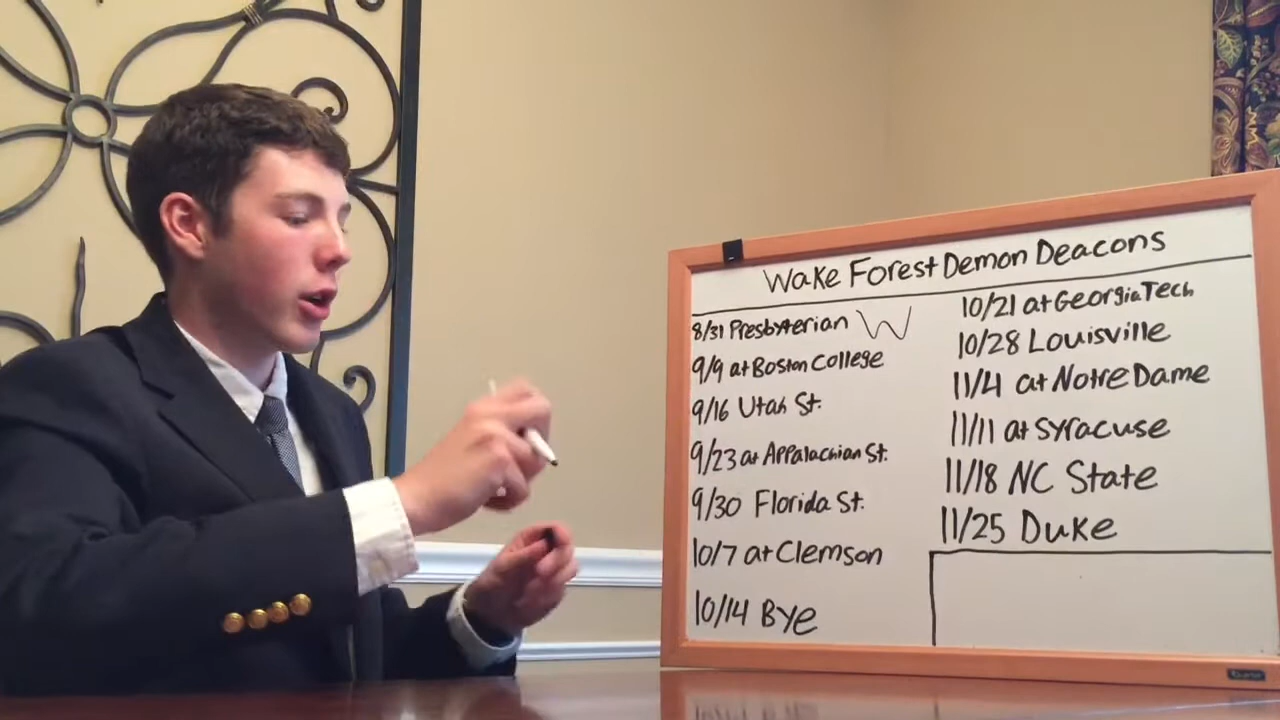 Wake Forest Demon Deacons
8/31 Presbyterian W
9/9 at Boston College
9/16 Utah St.
9/23 at Appalachian St.
9/30 Florida St.
10/7 at Clemson
10/14 Bye
10/21 at Georgia Tech
10/28 Louisville
11/4 at Notre Dame
11/11 at Syracuse
11/18 NC State
11/25 Duke